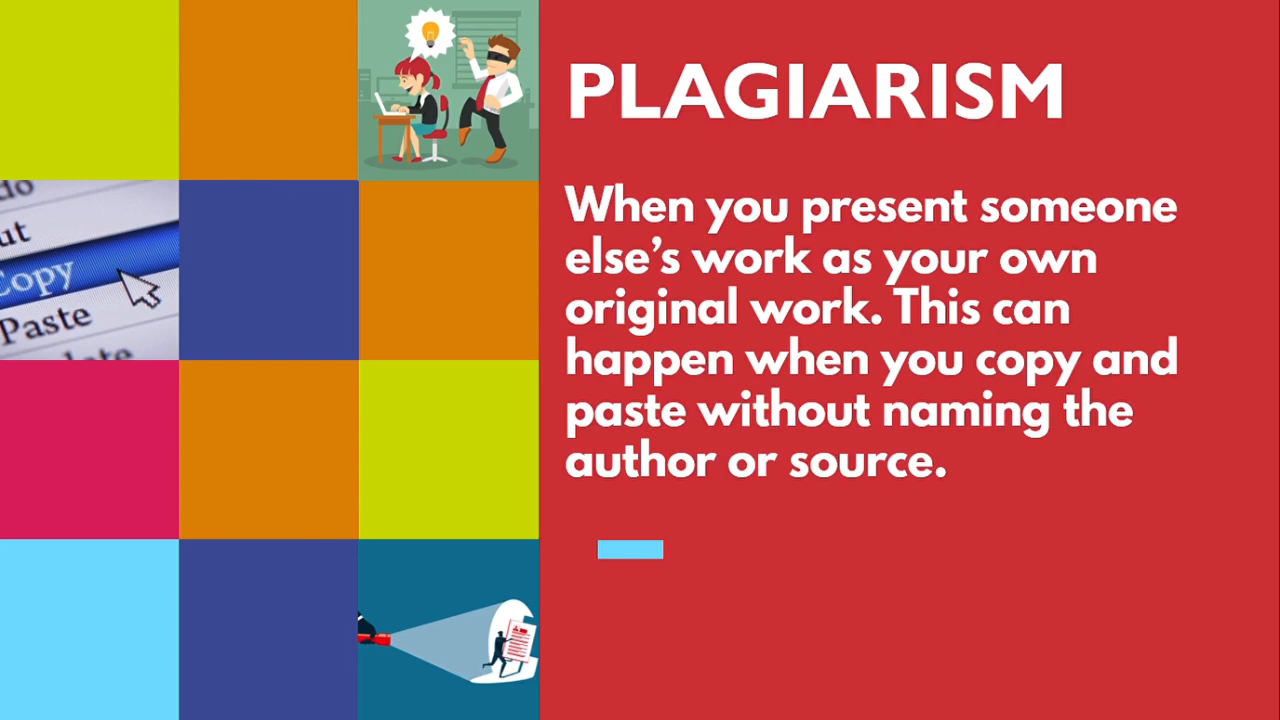 PLAGIARISM
When you present someone
else’s work as your own
original work. This can
happen when you copy and
paste without naming the
author or source.
Copy
Paste